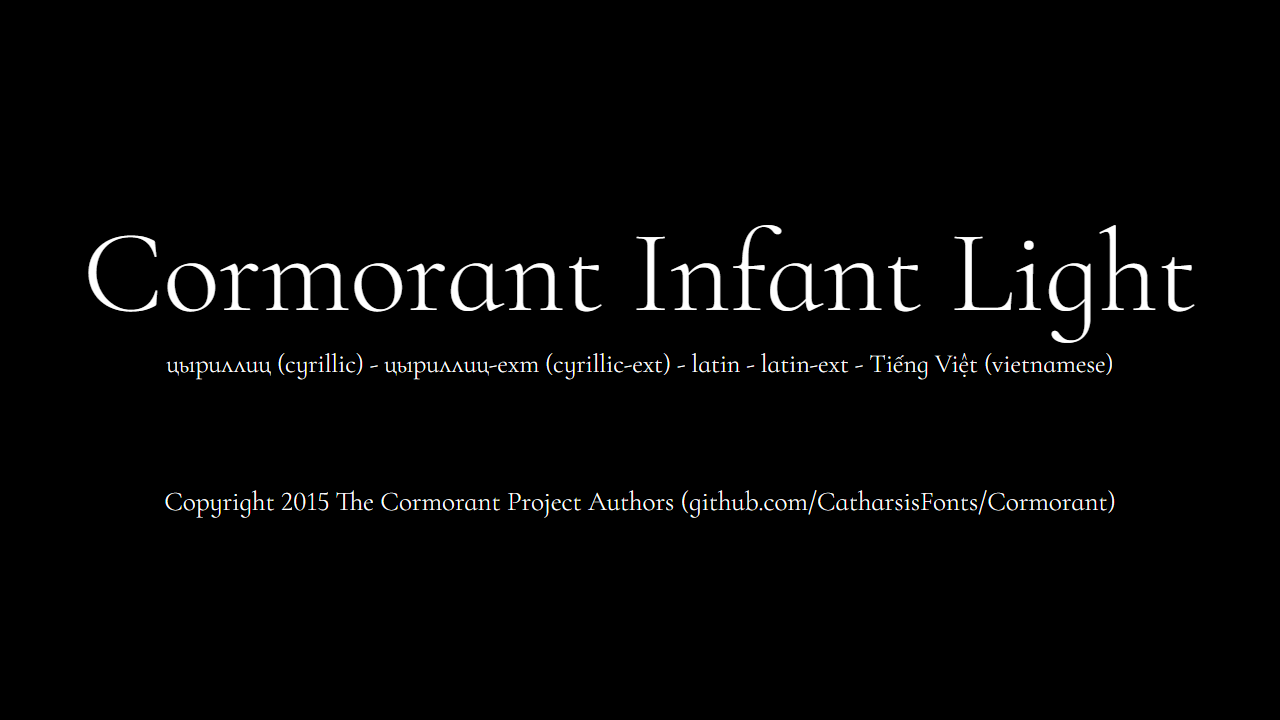 Cormorant Infant Light
цыриллиц (cyrillic) - цыриллиц-ехт (cyrillic-ext) - latin - latin-ext - Tiếng Việt (vietnamese)
Copyright 2015 The Cormorant Project Authors (github.com/CatharsisFonts/Cormorant)